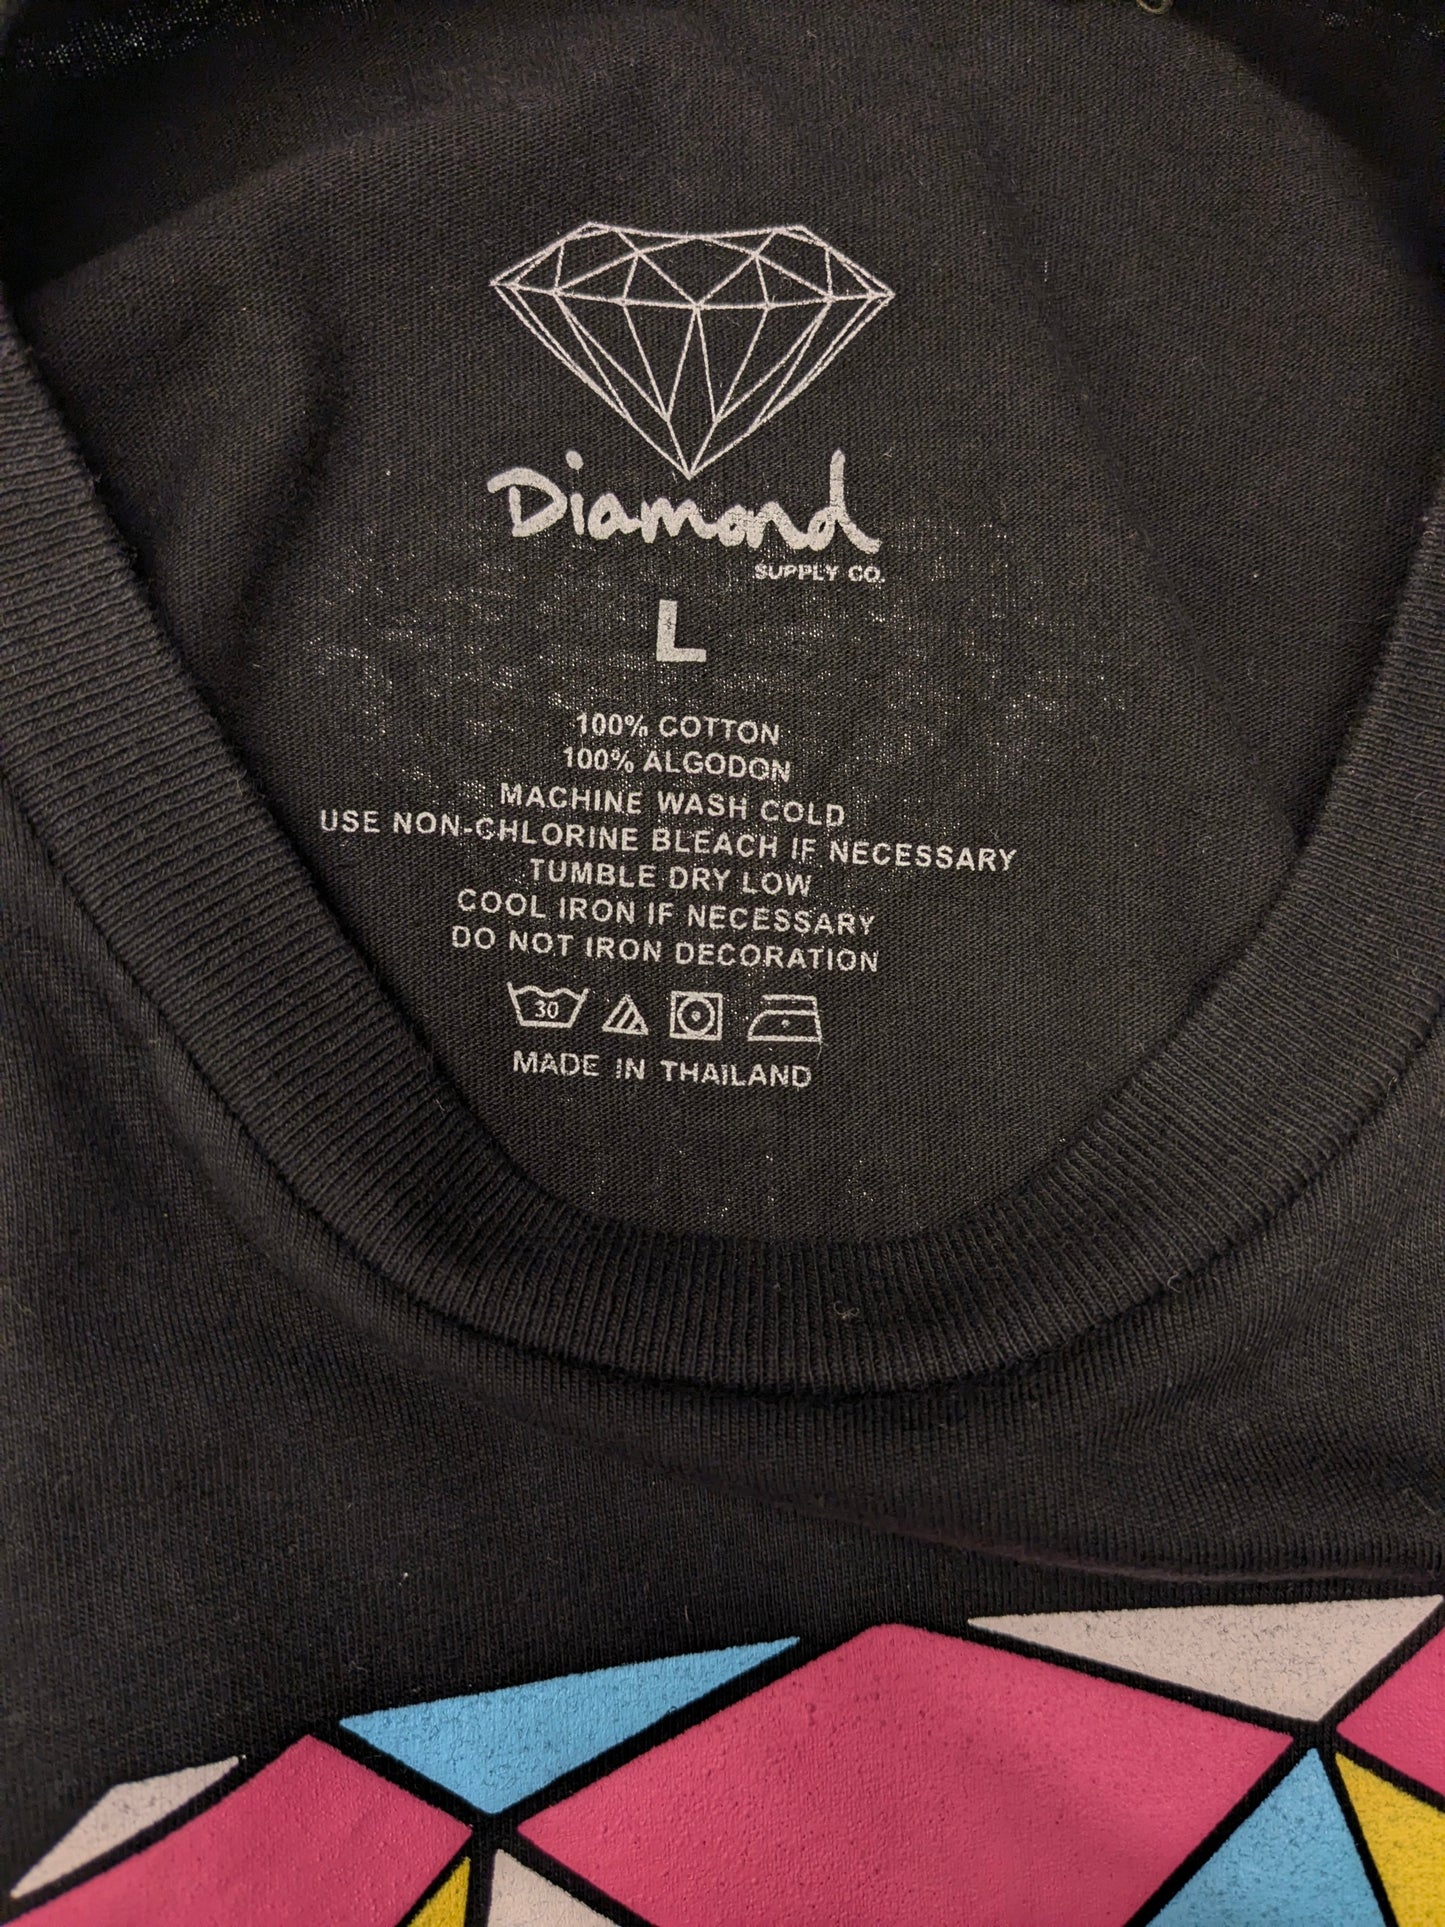 Diamond
SUPPLY CO.
L
100% COTTON
100% ALGODON
MACHINE WASH COLD
USE NON-CHLORINE BLEACH IF NECESSARY
TUMBLE DRY LOW
COOL IRON IF NECESSARY
DO NOT IRON DECORATION
30
MADE IN THAILAND